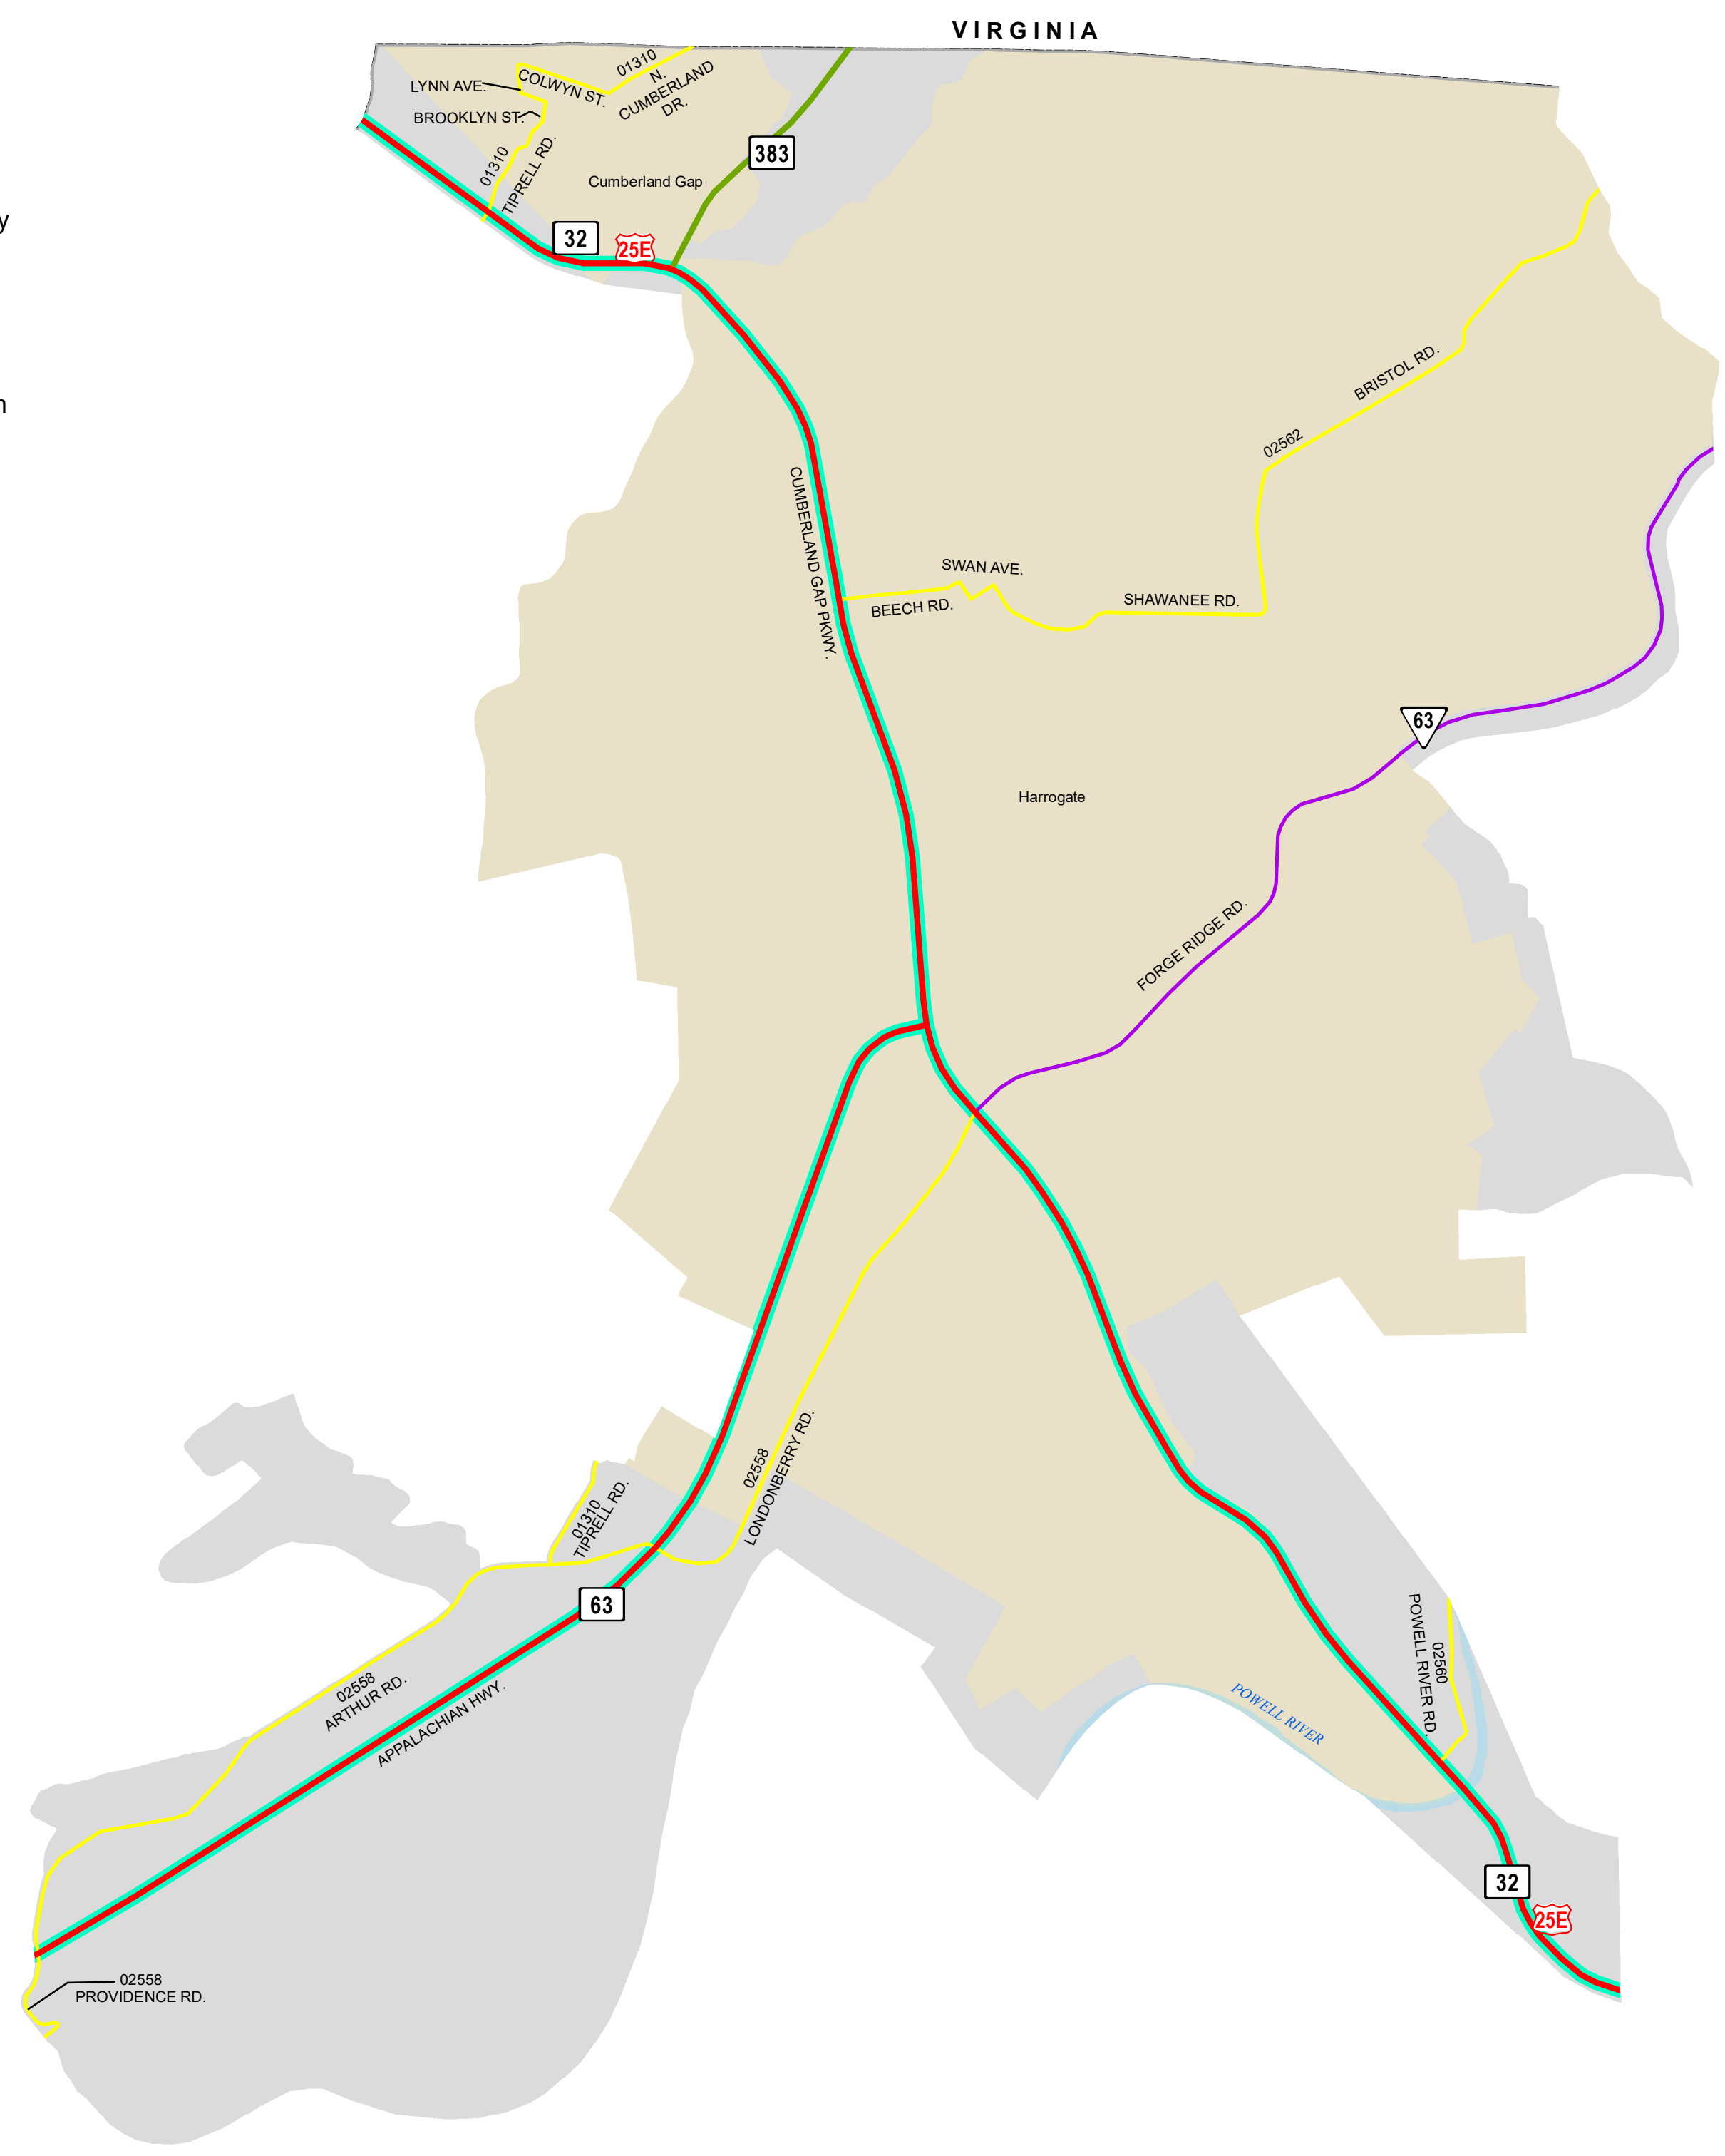 VIRGINIA
01310
N.
CUMBERLAND
DR.
COLWYN ST.
LYNN AVE.
BROOKLYN ST.
01310
TIPRELL RD.
383
Cumberland Gap
y
32
25E
BRISTOL RD.
n
02562
CUMBERLAND GAP PKWY.
SWAN AVE.
BEECH RD.
SHAWANEE RD.
63
Harrogate
FORGE RIDGE RD.
02558
LONDONBERRY RD.
01310
TIPRELL RD.
63
02558
ARTHUR RD.
APPALACHIAN HWY.
02560
POWELL RIVER RD.
POWELL RIVER
32
25E
02558
PROVIDENCE RD.